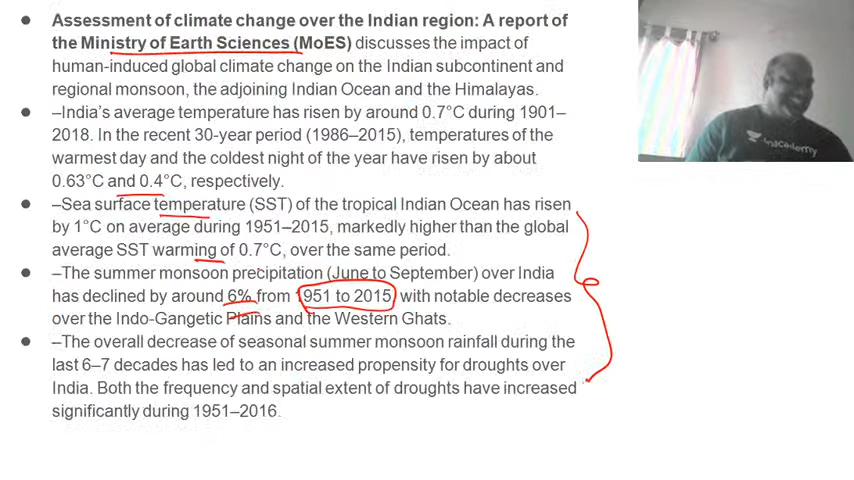 • Assessment of climate change over the Indian region: A report of
the Ministry of Earth Sciences (MoES) discusses the impact of
human-induced global climate change on the Indian subcontinent and
regional monsoon, the adjoining Indian Ocean and the Himalayas.
• –India's average temperature has risen by around 0.7°C during 1901–
2018. In the recent 30-year period (1986–2015), temperatures of the
warmest day and the coldest night of the year have risen by about
0.63°C and 0.4°C, respectively.
• –Sea surface temperature (SST) of the tropical Indian Ocean has risen
by 1°C on average during 1951–2015, markedly higher than the global
average SST warming of 0.7°C, over the same period.
• –The summer monsoon precipitation (June to September) over India
has declined by around 6% from 1951 to 2015, with notable decreases
over the Indo-Gangetic Plains and the Western Ghats.
• –The overall decrease of seasonal summer monsoon rainfall during the
last 6–7 decades has led to an increased propensity for droughts over
India. Both the frequency and spatial extent of droughts have increased
significantly during 1951–2016.
unacademy